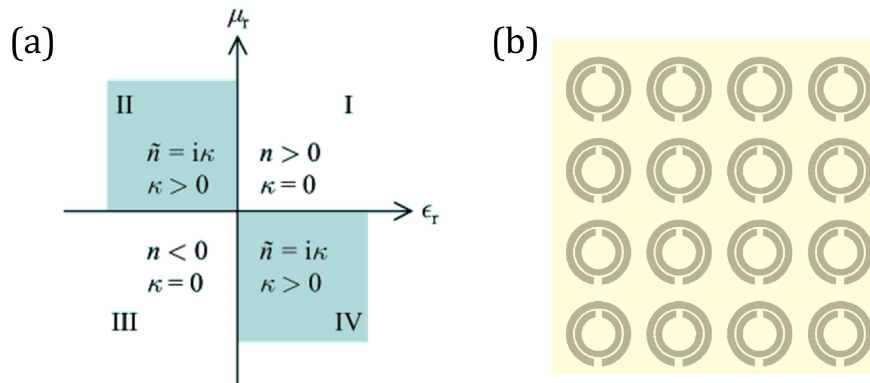 (a)
μr
(b)
II
I
ñ = iκ
κ > 0
n > 0
κ = 0
ϵr
n < 0
κ = 0
ñ = iκ
κ > 0
III
IV